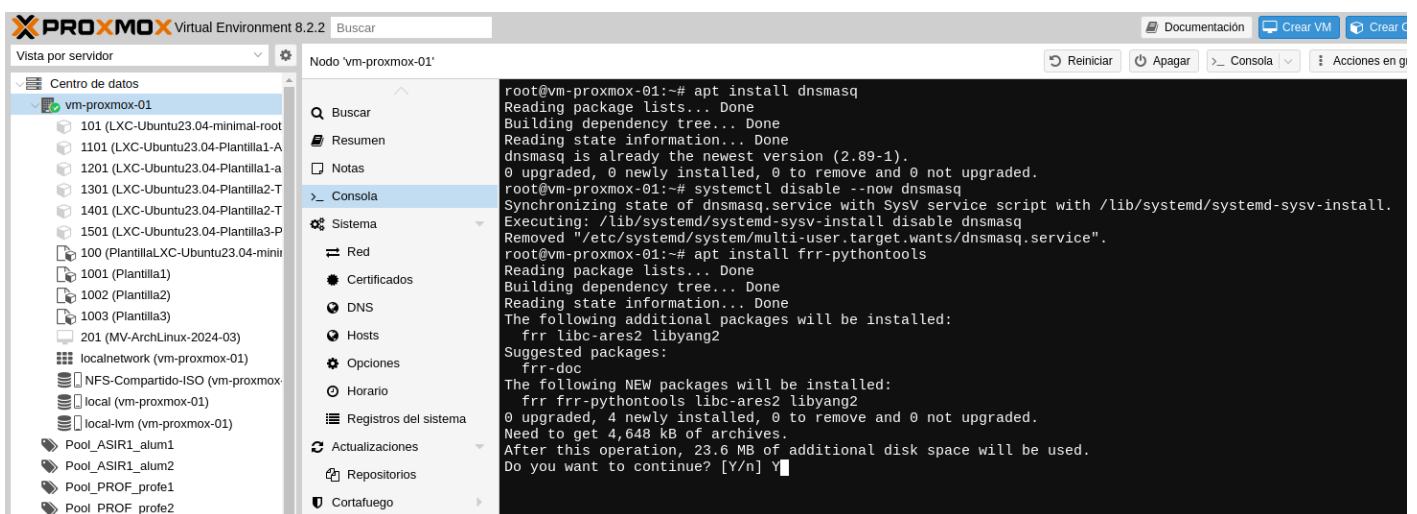 PROXMOX Virtual Environment 8.2.2 Buscar
Documentación Crear VM Crear
Vista por servidor
Nodo 'vm-proxmox-01'
Reiniciar Apagar >_ Consola Acciones en gr
Centro de datos
vm-proxmox-01
101 (LXC-Ubuntu23.04-minimal-root
1101 (LXC-Ubuntu23.04-Plantilla1-A
1201 (LXC-Ubuntu23.04-Plantilla1-a
1301 (LXC-Ubuntu23.04-Plantilla2-T
1401 (LXC-Ubuntu23.04-Plantilla2-T
1501 (LXC-Ubuntu23.04-Plantilla3-P
100 (PlantillaLXC-Ubuntu23.04-minir
1001 (Plantilla1)
1002 (Plantilla2)
1003 (Plantilla3)
201 (MV-ArchLinux-2024-03)
localnetwork (vm-proxmox-01)
NFS-Compartido-ISO (vm-proxmox-
local (vm-proxmox-01)
local-lvm (vm-proxmox-01)
Pool_ASIR1_alum1
Pool_ASIR1_alum2
Pool_PROF_profe1
Pool_PROF_profe2
Buscar
Resumen
Notas
>_ Consola
Sistema
Red
Certificados
DNS
Hosts
Opciones
Horario
Registros del sistema
Actualizaciones
Repositorios
Cortafuego
root@vm-proxmox-01:~# apt install dnsmasq
Reading package lists... Done
Building dependency tree... Done
Reading state information... Done
dnsmasq is already the newest version (2.89-1).
0 upgraded, 0 newly installed, 0 to remove and 0 not upgraded.
root@vm-proxmox-01:~# systemctl disable --now dnsmasq
Synchronizing state of dnsmasq.service with SysV service script with /lib/systemd/systemd-sysv-install.
Executing: /lib/systemd/systemd-sysv-install disable dnsmasq
Removed "/etc/systemd/system/multi-user.target.wants/dnsmasq.service".
root@vm-proxmox-01:~# apt install frr-pythontools
Reading package lists... Done
Building dependency tree... Done
Reading state information... Done
The following additional packages will be installed:
frr libc-ares2 libyang2
Suggested packages:
frr-doc
The following NEW packages will be installed:
frr frr-pythontools libc-ares2 libyang2
0 upgraded, 4 newly installed, 0 to remove and 0 not upgraded.
Need to get 4,648 kB of archives.
After this operation, 23.6 MB of additional disk space will be used.
Do you want to continue? [Y/n] Y